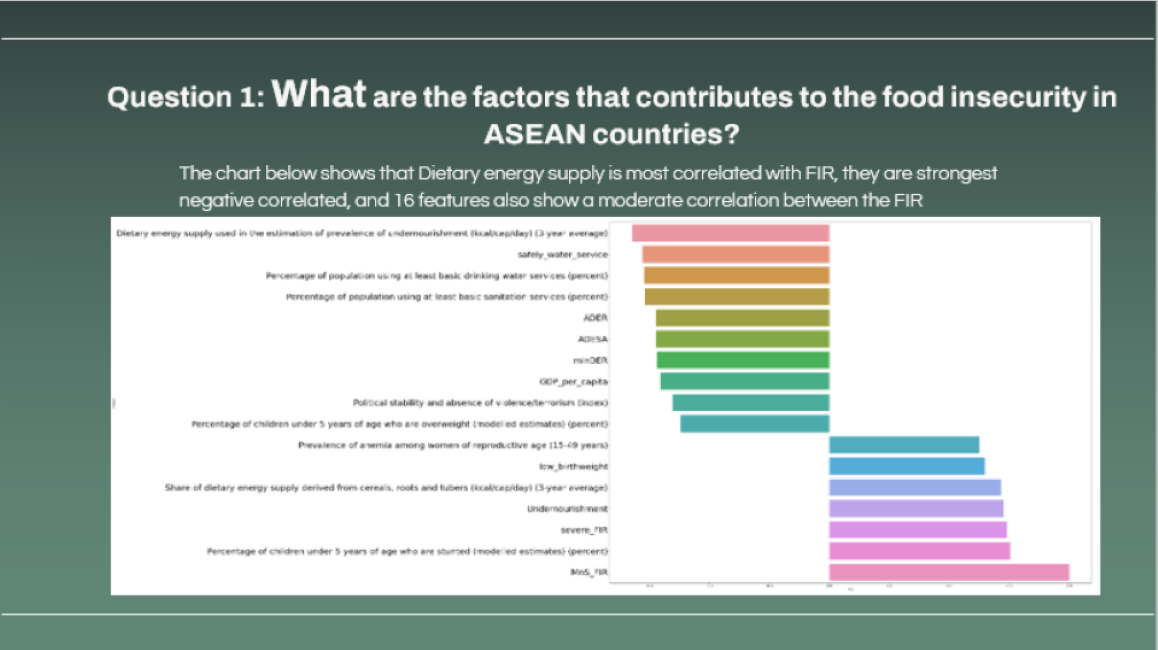 Question 1: What are the factors that contributes to the food insecurity in
ASEAN countries?
The chart below shows that Dietary energy supply is most correlated with FIR, they are strongest
negative correlated, and 16 features also show a moderate correlation between the FIR
Dietary energy supply used in the estimation of prevalence of undernourishment (kcal/cap/day) (3-year average)
safely_water_service
Percentage of population using at least basic drinking water services (percent)
Percentage of population using at least basic sanitation services (percent)
ADER
ADESA
minDER
GDP_per_capita
Political stability and absence of violence/terrorism (index)
Percentage of children under 5 years of age who are overweight (modelled estimates) (percent)
Prevalence of anemia among women of reproductive age (15-49 years)
low_birthweight
Share of dietary energy supply derived from cereals, roots and tubers (kcal/cap/day) (3-year average)
Undernourishment
severe_FIR
Percentage of children under 5 years of age who are stunted (modelled estimates) (percent)
MnS_FIR